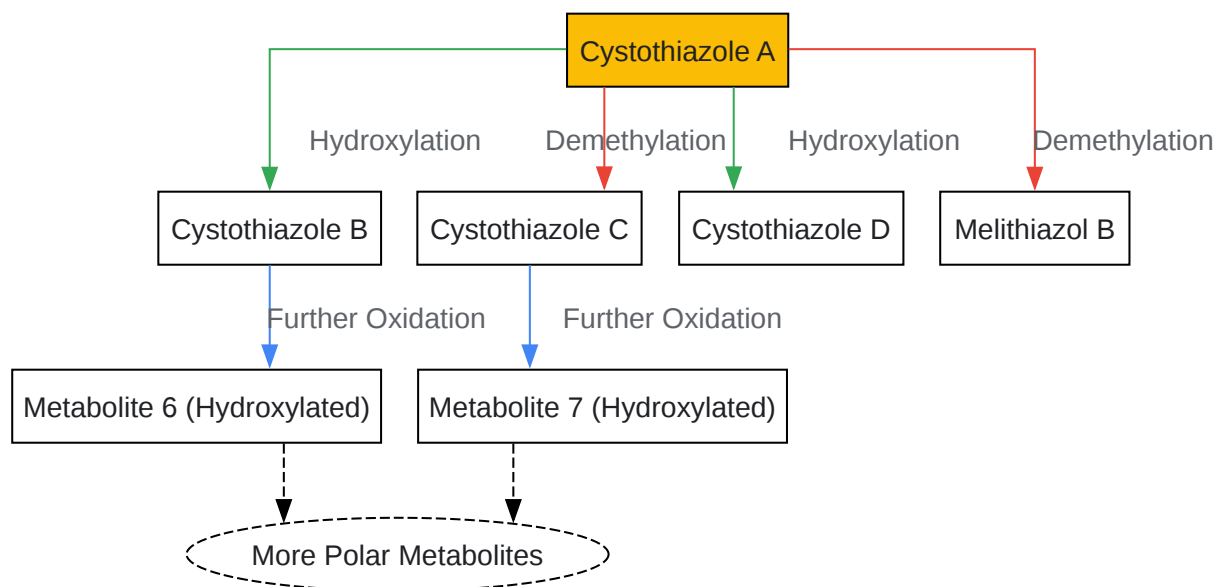 Cystothiazole A
Hydroxylation
Demethylation
Hydroxylation
Demethylation
Cystothiazole B
Cystothiazole C
Cystothiazole D
Melithiazol B
Further Oxidation
Further Oxidation
Metabolite 6 (Hydroxylated)
Metabolite 7 (Hydroxylated)
More Polar Metabolites